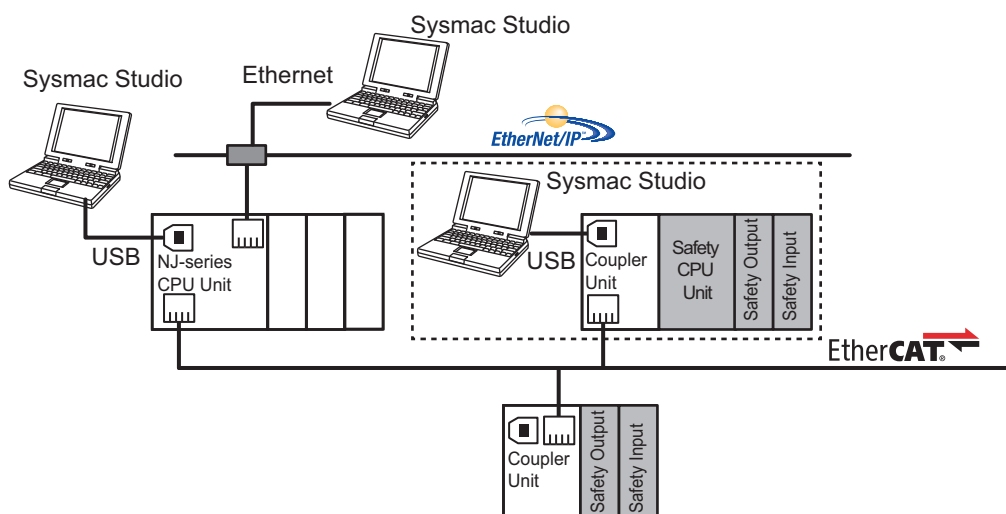 Sysmac Studio
Sysmac Studio
Ethernet
EtherNet/IP™
Sysmac Studio
USB
NJ-series
CPU Unit
USB
Coupler
Unit
Safety
CPU
Unit
Safety Output
Safety Input
EtherCAT®
Coupler
Unit
Safety Output
Safety Input